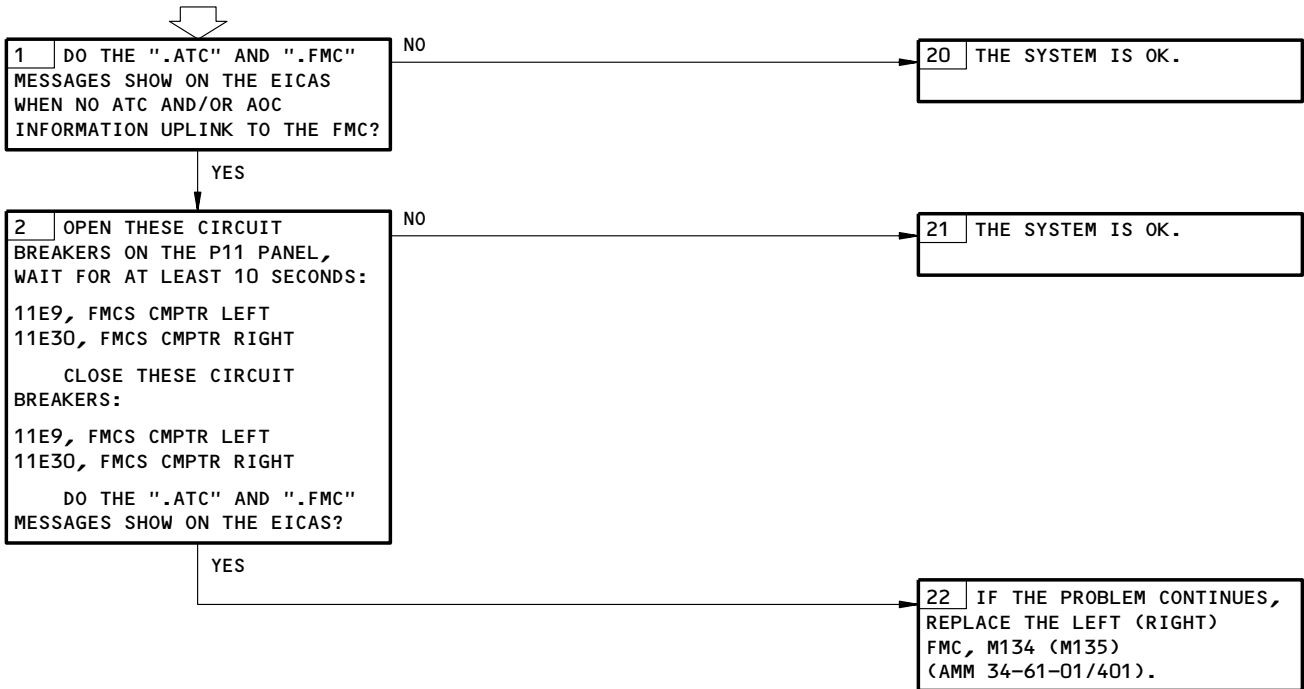 1 DO THE ".ATC" AND ".FMC"
MESSAGES SHOW ON THE EICAS
WHEN NO ATC AND/OR AOC
INFORMATION UPLINK TO THE FMC?
NO
20 THE SYSTEM IS OK.
YES
2 OPEN THESE CIRCUIT
BREAKERS ON THE P11 PANEL,
WAIT FOR AT LEAST 10 SECONDS:
11E9, FMCS CMPTR LEFT
11E30, FMCS CMPTR RIGHT
CLOSE THESE CIRCUIT
BREAKERS:
11E9, FMCS CMPTR LEFT
11E30, FMCS CMPTR RIGHT
DO THE ".ATC" AND ".FMC"
MESSAGES SHOW ON THE EICAS?
NO
21 THE SYSTEM IS OK.
YES
22 IF THE PROBLEM CONTINUES,
REPLACE THE LEFT (RIGHT)
FMC, M134 (M135)
(AMM 34-61-01/401).